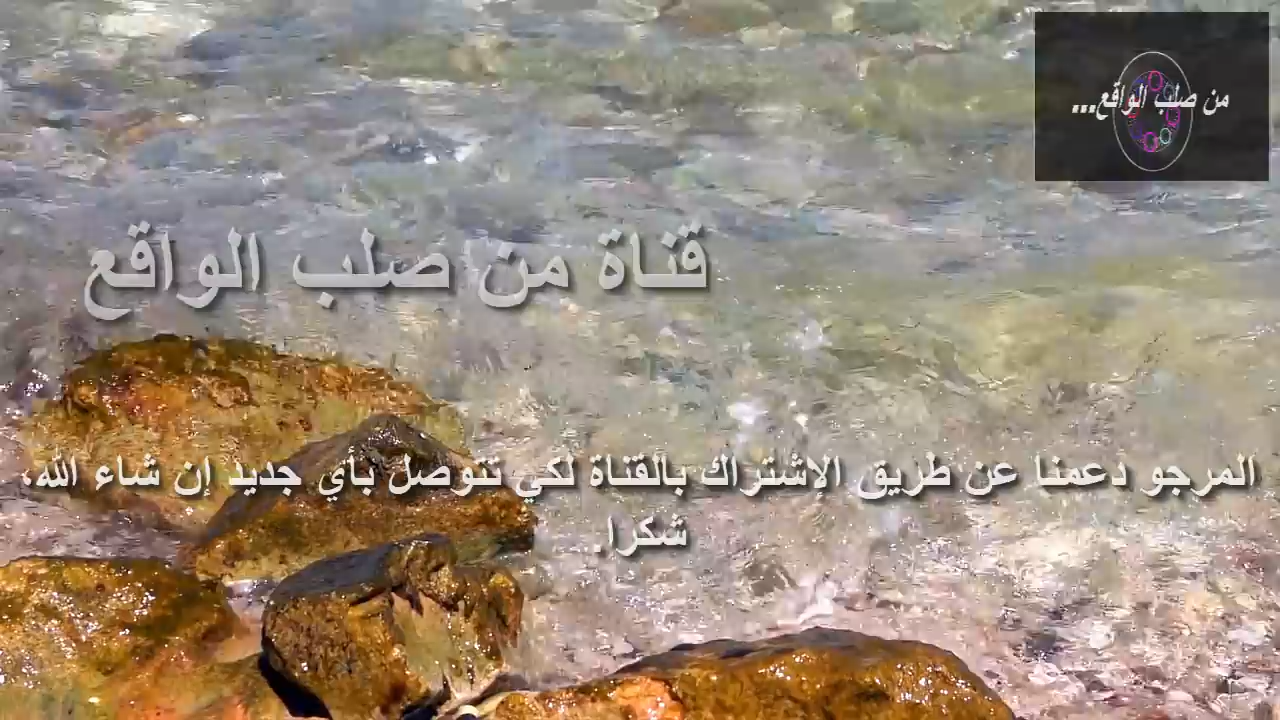 من صلب الواقع...
قناة من صلب الواقع
المرجو دعمنا عن طريق الإشتراك بالقناة لكي تتوصل بأي جديد إن شاء الله،
شكرا.